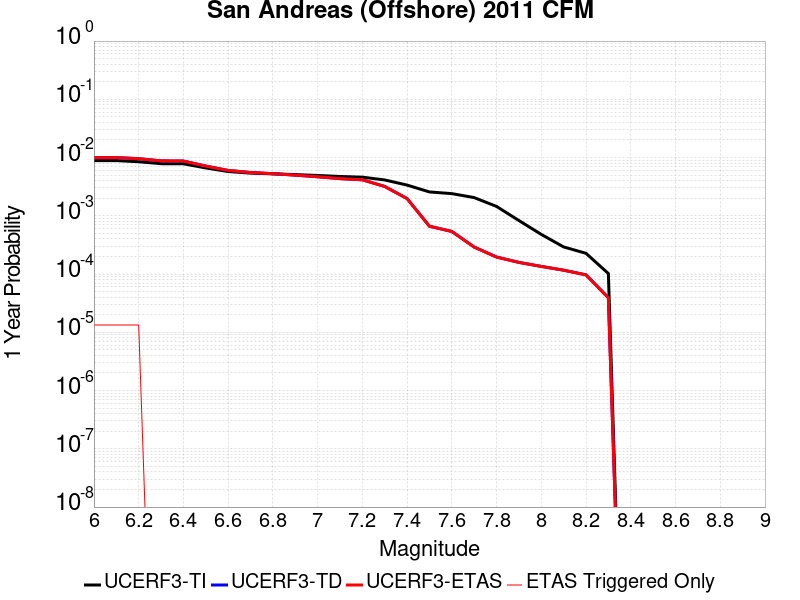 San Andreas (Offshore) 2011 CFM
10^0
10^-1
10^-2
10^-3
10^-4
10^-5
10^-6
10^-7
10^-8
1 Year Probability
6 6.2 6.4 6.6 6.8 7 7.2 7.4 7.6 7.8 8 8.2 8.4 8.6 8.8 9
Magnitude
UCERF3-TI UCERF3-TD UCERF3-ETAS ETAS Triggered Only